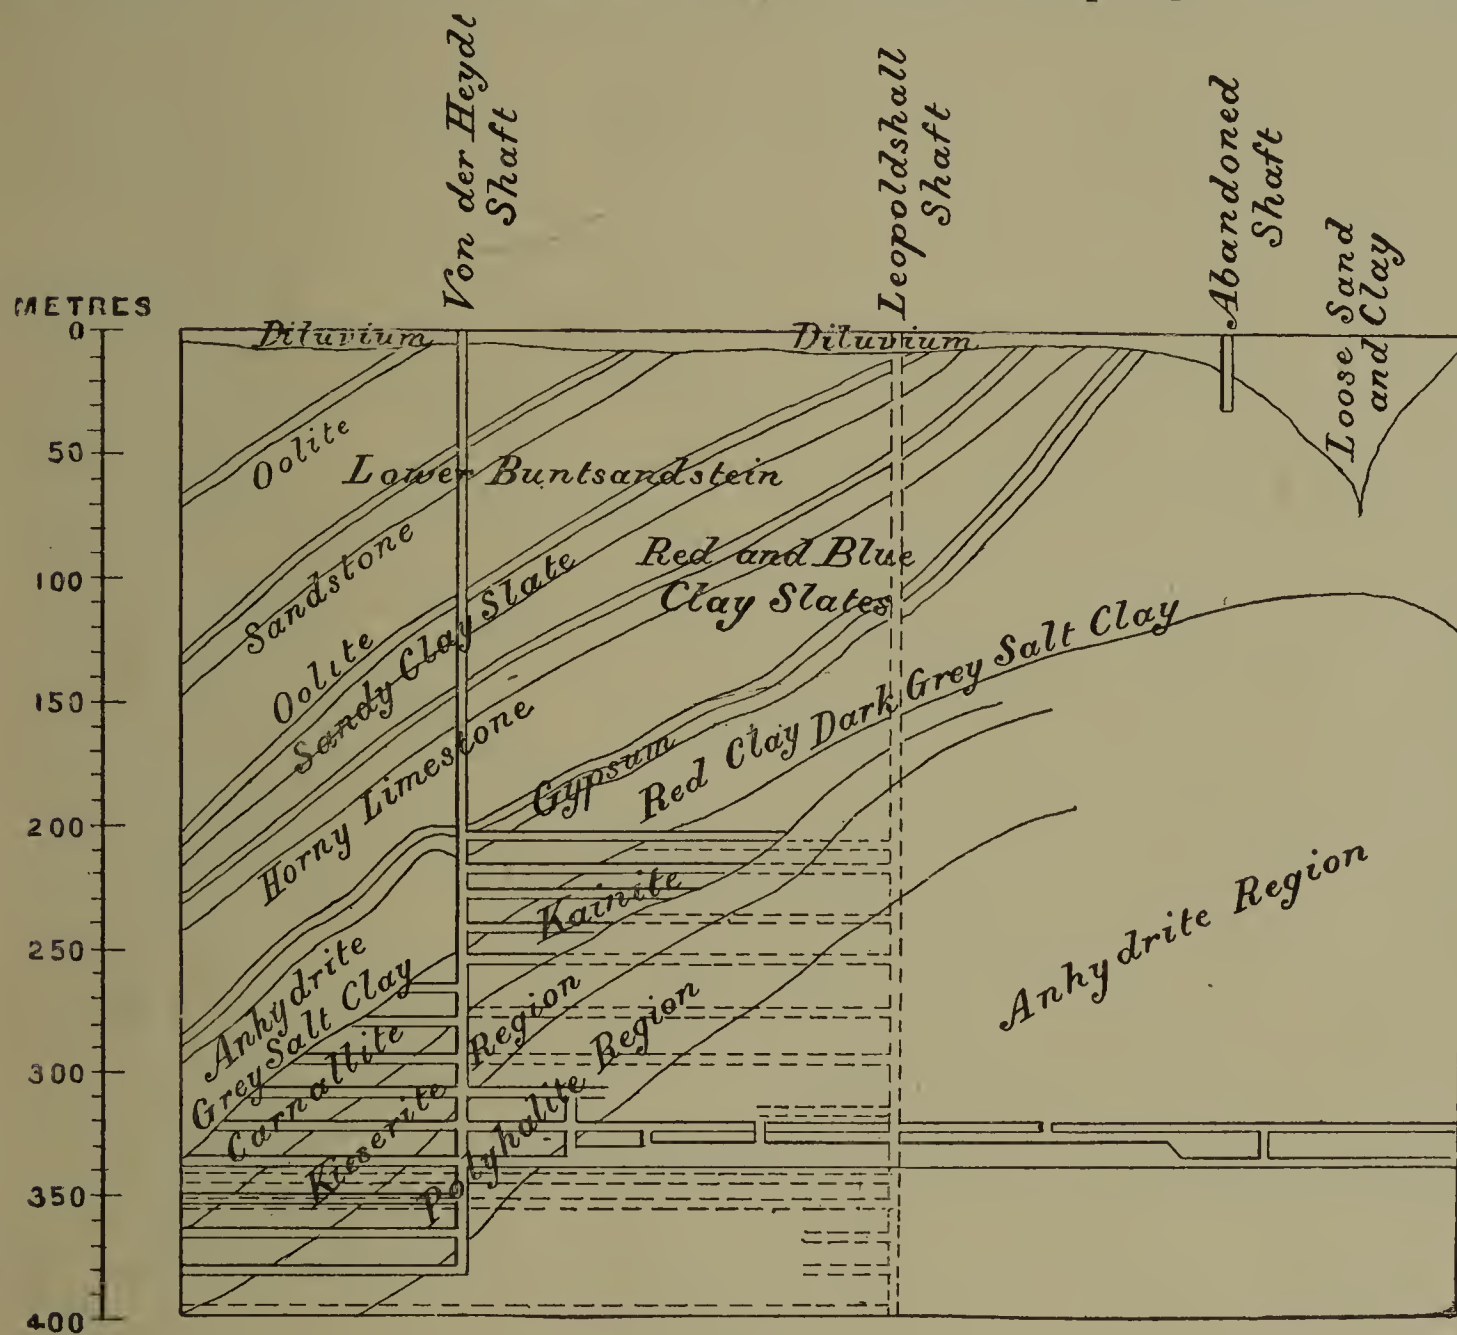 Von der Heydt
Shaft
Leopoldshall
Shaft
Abandoned
Shaft
Loose Sand
and Clay
METRES
0
50
100
150
200
250
300
350
400
Diluvium
Diluvium
Oolite
Lower Buntsandstein
Sandstone
Red and Blue
Clay Slates
Oolite
Sandy Clay Slate
Horny Limestone
Gypsum
Red Clay Dark Grey Salt Clay
Kainite
Anhydrite
Grey Salt Clay
Carnallite Region
Kieserite Region
Polyhalite Region
Anhydrite Region